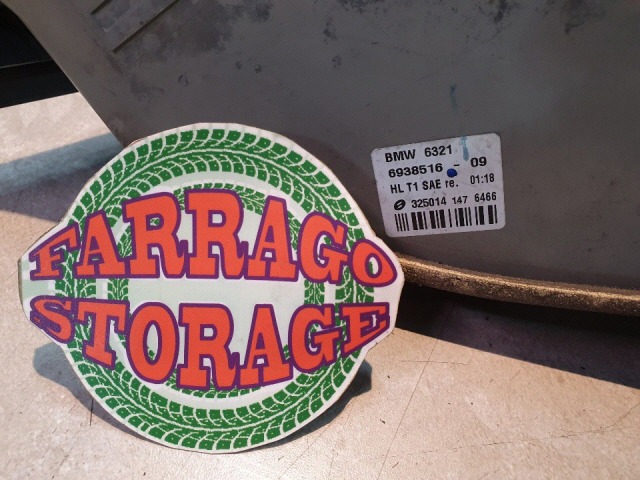 FARRAGO
STORAGE
BMW 6321
6938516 - 09
HL T1 SAE re. 01:18
325014 147 6466